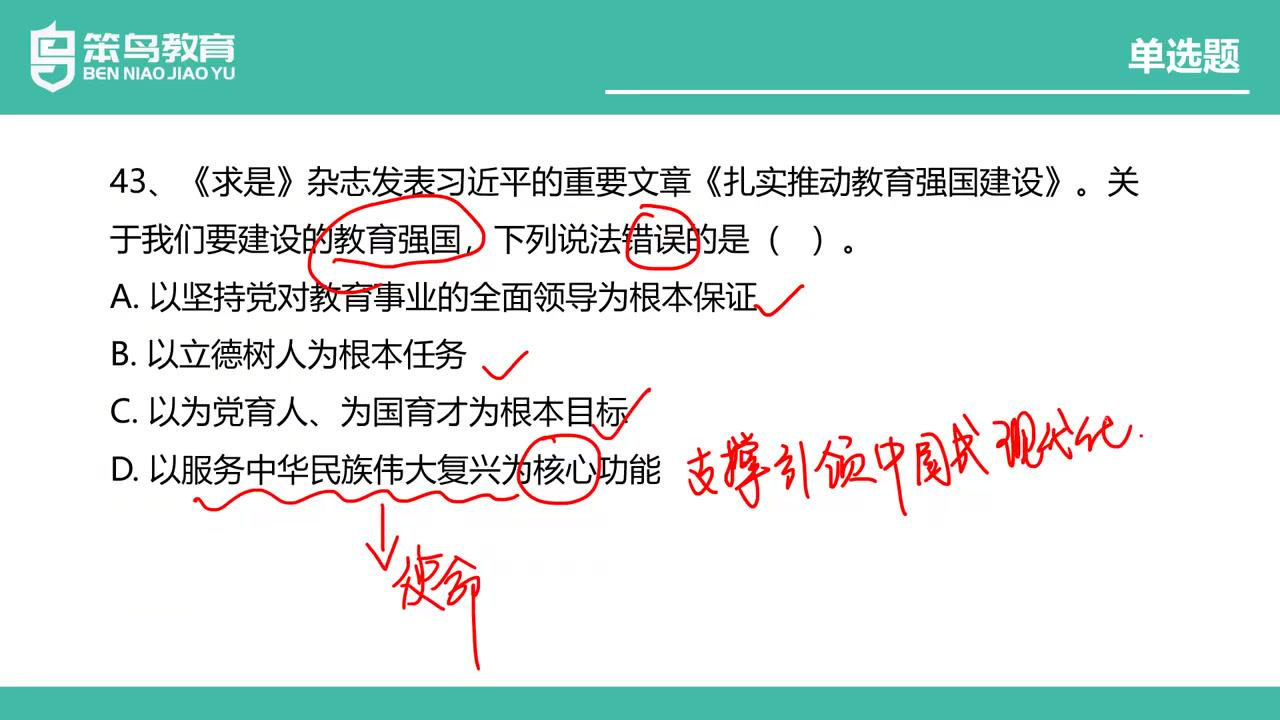 笨鸟教育
BEN NIAO JIAO YU
单选题
43、《求是》杂志发表习近平的重要文章《扎实推动教育强国建设》。关
于我们要建设的教育强国，下列说法错误的是（ ）。
A. 以坚持党对教育事业的全面领导为根本保证
B. 以立德树人为根本任务
C. 以为党育人、为国育才为根本目标
D. 以服务中华民族伟大复兴为核心功能
支撑引领中国式现代化.
使命